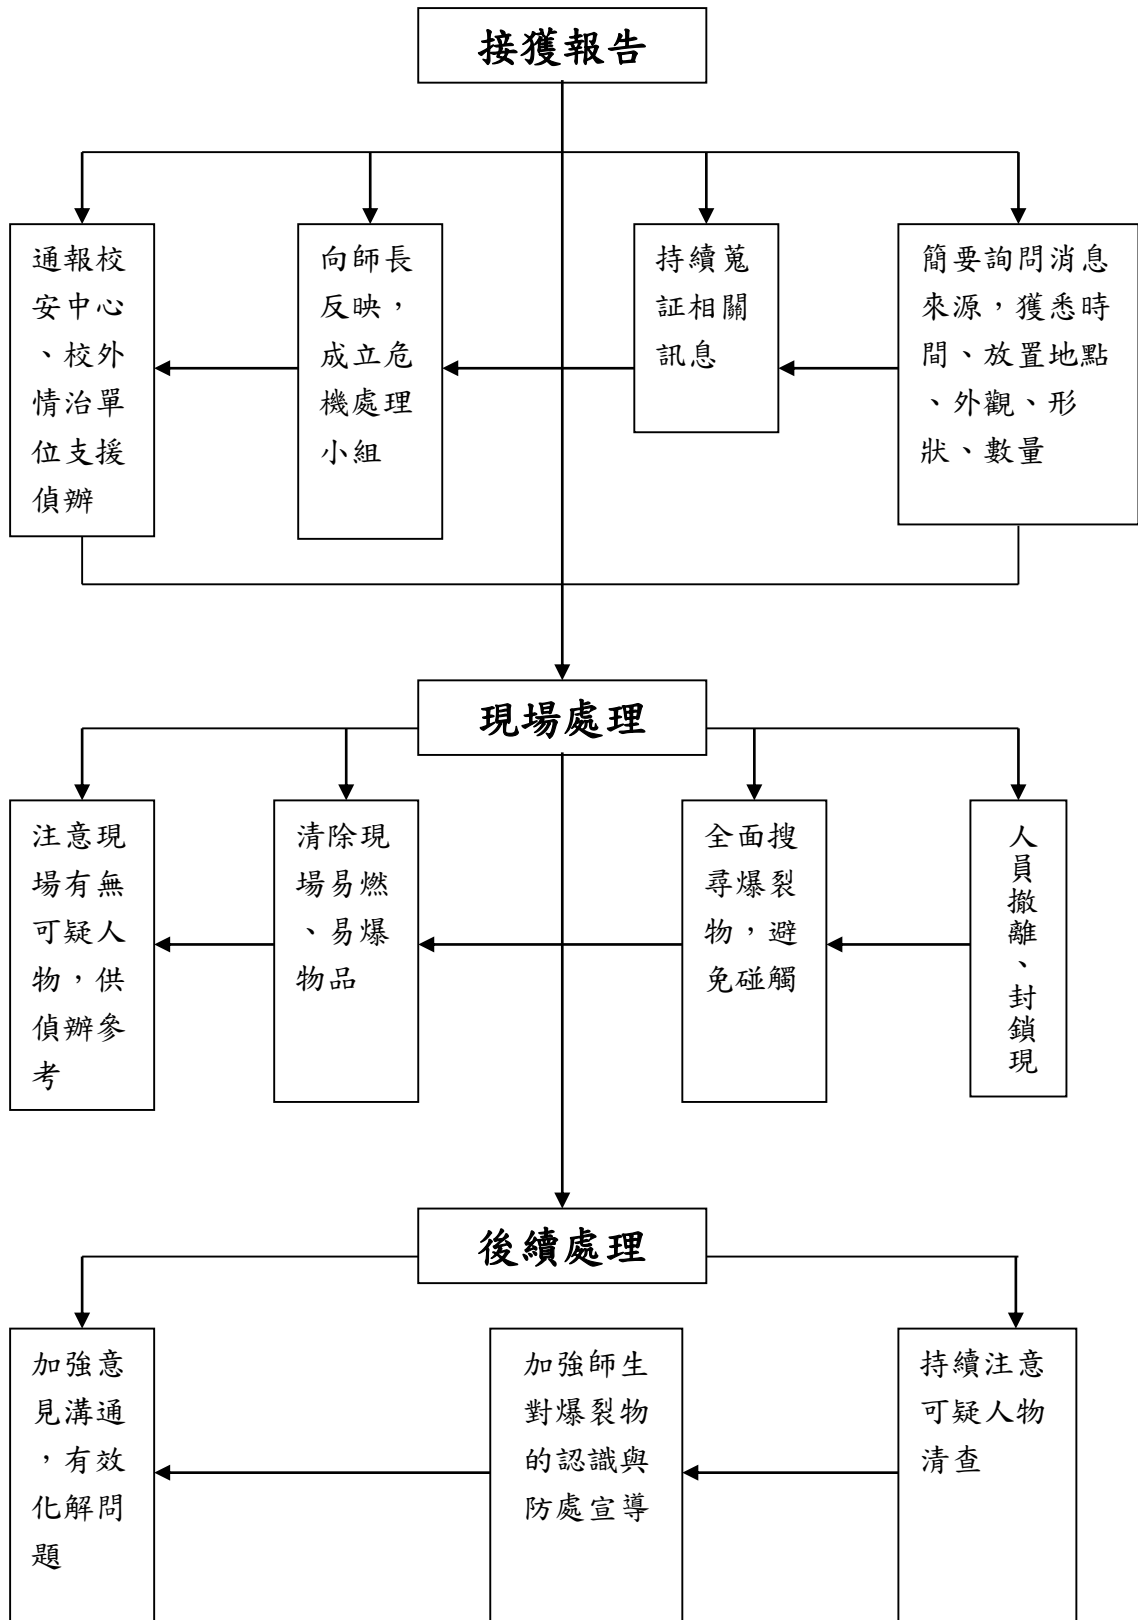 接獲報告
通報校
安中心
、校外
情治單
位支援
偵辦
向師長
反映，
成立危
機處理
小組
持續蒐
証相關
訊息
簡要詢問消息
來源，獲悉時
間、放置地點
、外觀、形
狀、數量
現場處理
注意現
場有無
可疑人
物，供
偵辦參
考
清除現
場易燃
、易爆
物品
全面搜
尋爆裂
物，避
免碰觸
人員撤離、封鎖現
後續處理
加強意
見溝通
，有效
化解問
題
加強師生
對爆裂物
的認識與
防處宣導
持續注意
可疑人物
清查